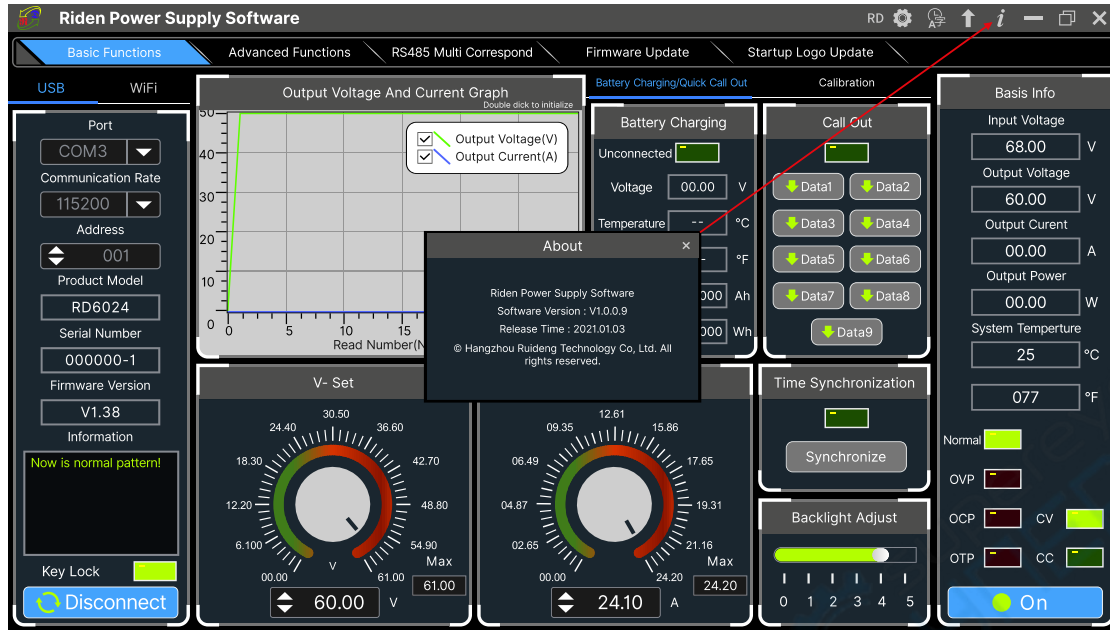 Riden Power Supply Software
RD
Basic Functions
Advanced Functions
RS485 Multi Correspond
Firmware Update
Startup Logo Update
USB
WiFi
Port
COM3
Communication Rate
115200
Address
001
Product Model
RD6024
Serial Number
000000-1
Firmware Version
V1.38
Information
Now is normal pattern!
Key Lock
Disconnect
Output Voltage And Current Graph
Double click to initialize
Output Voltage(V)
Output Current(A)
50
40
30
20
10
0
0 5 10 15
Read Number(N
Battery Charging/Quick Call Out
Calibration
Battery Charging
Unconnected
Voltage 00.00 V
Temperature -- °C
- °F
000 Ah
000 Wh
Call Out
Data1 Data2
Data3 Data4
Data5 Data6
Data7 Data8
Data9
About
Riden Power Supply Software
Software Version : V1.0.0.9
Release Time : 2021.01.03
© Hangzhou Ruideng Technology Co, Ltd. All
rights reserved.
V- Set
00.00
6.100
12.20
18.30
24.40
30.50
36.60
42.70
48.80
54.90
61.00
V
Max
61.00
60.00 V
00.00
02.65
04.87
06.49
09.35
12.61
15.86
17.65
19.31
21.16
24.20
Max
24.20
24.10 A
Time Synchronization
Synchronize
Backlight Adjust
0 1 2 3 4 5
Basis Info
Input Voltage
68.00 V
Output Voltage
60.00 V
Output Curent
00.00 A
Output Power
00.00 W
System Temperture
25 °C
077 °F
Normal
OVP
OCP CV
OTP CC
On